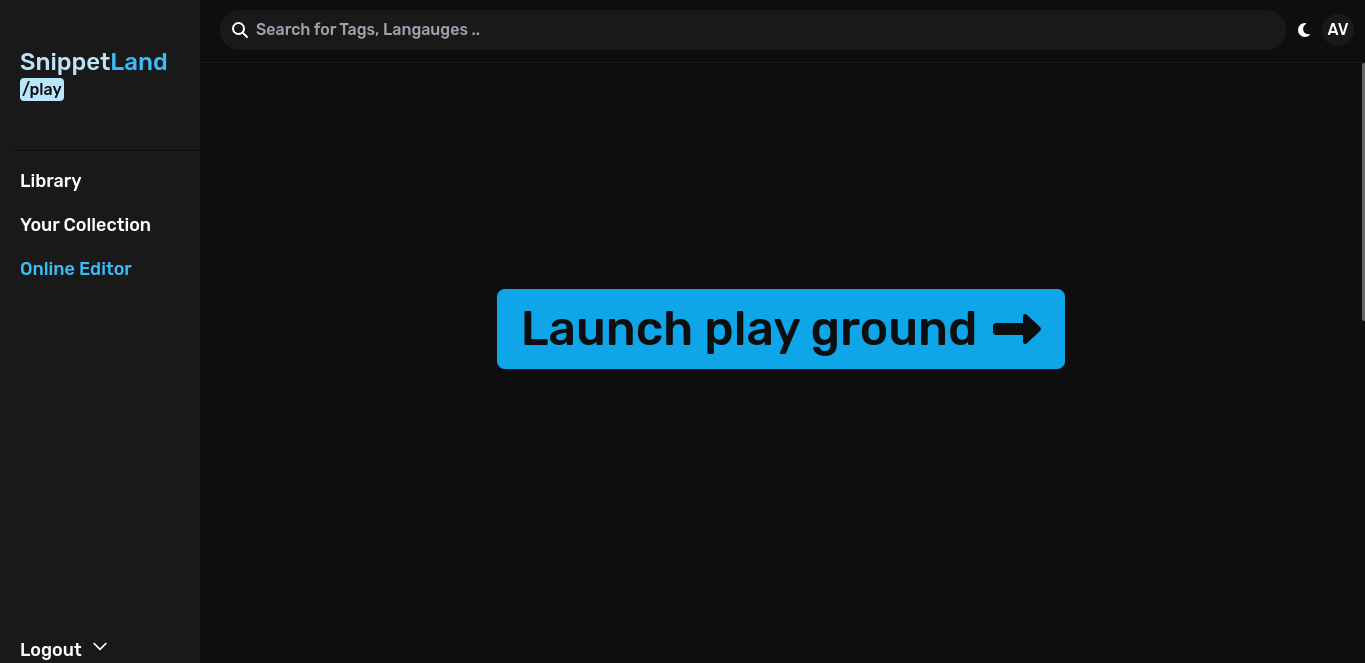 SnippetLand
/play
Search for Tags, Langauges ..
AV
Library
Your Collection
Online Editor
Launch play ground
Logout